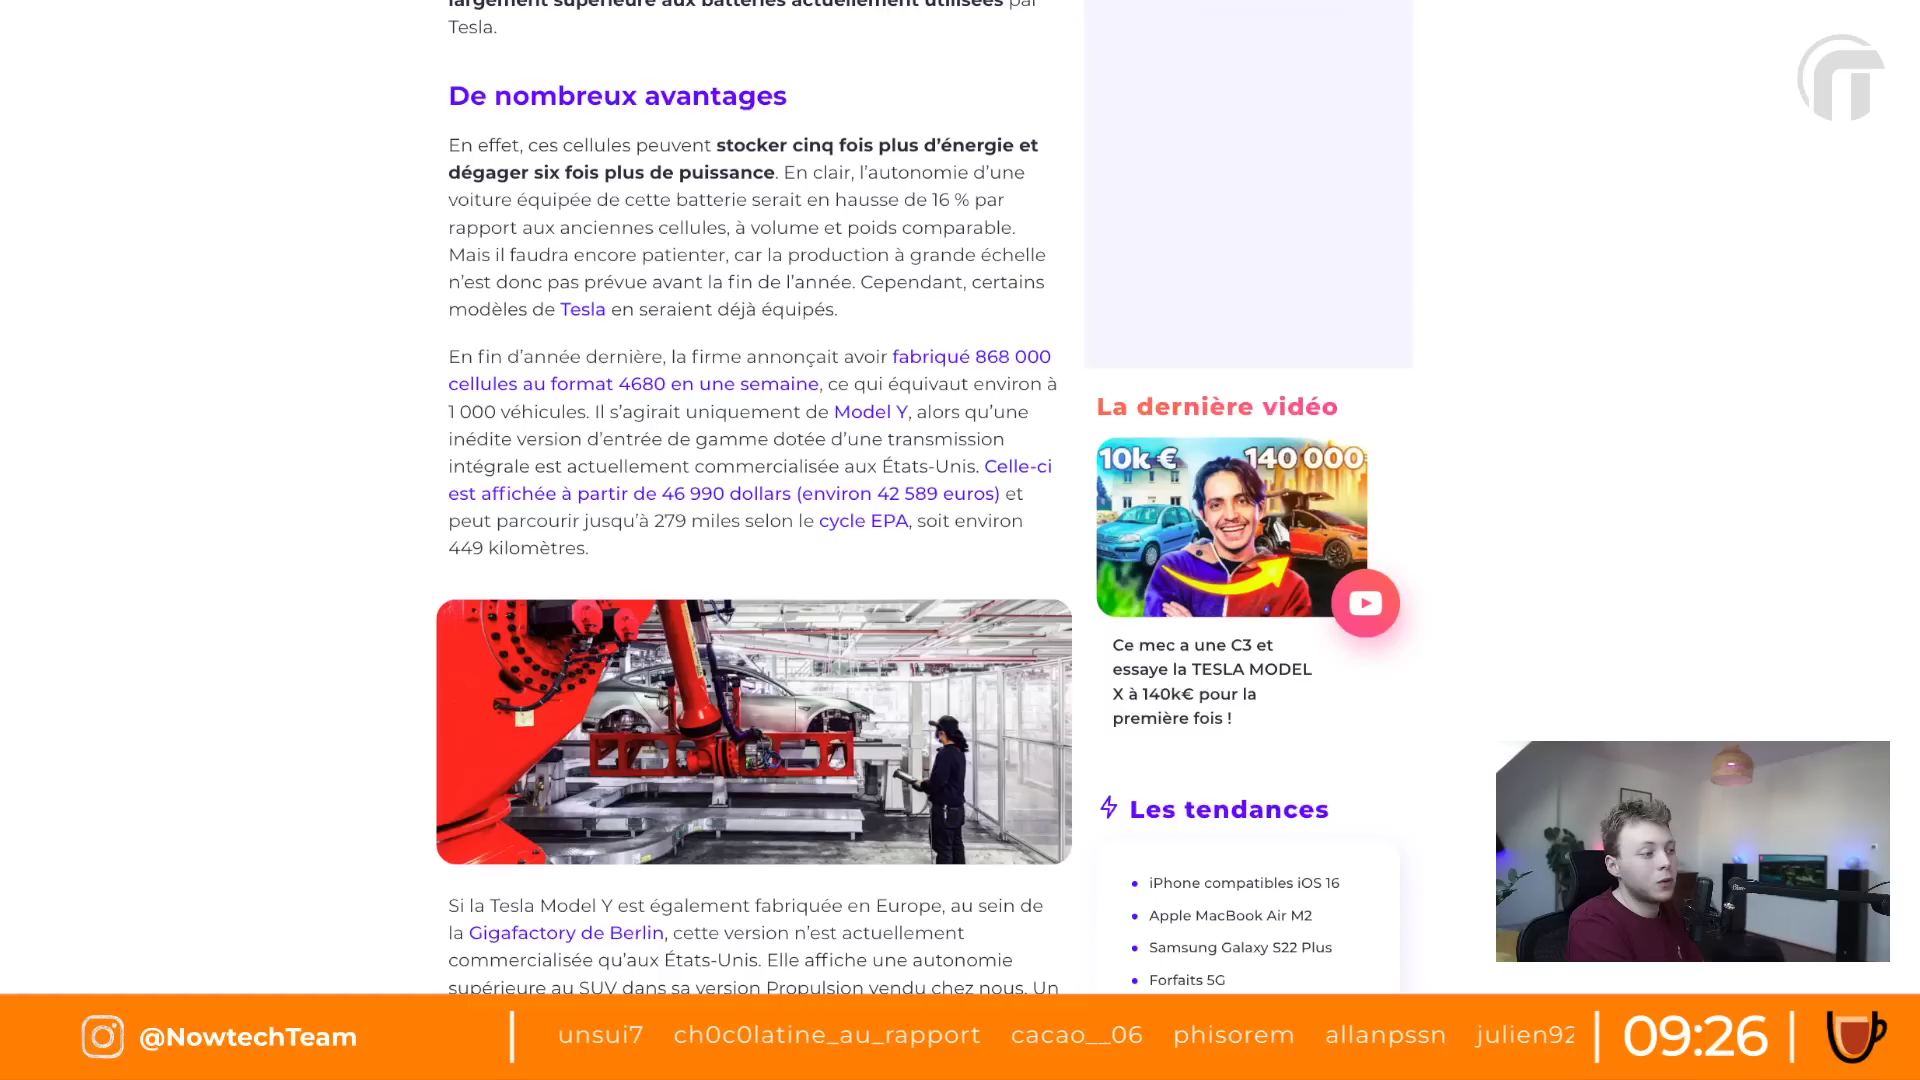 largement supérieure aux batteries actuellement utilisées par
Tesla.
De nombreux avantages
En effet, ces cellules peuvent stocker cinq fois plus d’énergie et
dégager six fois plus de puissance. En clair, l’autonomie d’une
voiture équipée de cette batterie serait en hausse de 16 % par
rapport aux anciennes cellules, à volume et poids comparable.
Mais il faudra encore patienter, car la production à grande échelle
n’est donc pas prévue avant la fin de l’année. Cependant, certains
modèles de Tesla en seraient déjà équipés.
En fin d’année dernière, la firme annonçait avoir fabriqué 868 000
cellules au format 4680 en une semaine, ce qui équivaut environ à
1 000 véhicules. Il s’agirait uniquement de Model Y, alors qu’une
inédite version d’entrée de gamme dotée d’une transmission
intégrale est actuellement commercialisée aux États-Unis. Celle-ci
est affichée à partir de 46 990 dollars (environ 42 589 euros) et
peut parcourir jusqu’à 279 miles selon le cycle EPA, soit environ
449 kilomètres.
Si la Tesla Model Y est également fabriquée en Europe, au sein de
la Gigafactory de Berlin, cette version n’est actuellement
commercialisée qu’aux États-Unis. Elle affiche une autonomie
supérieure au SUV dans sa version Propulsion vendu chez nous. Un
La dernière vidéo
10k € 140 000
Ce mec a une C3 et
essaye la TESLA MODEL
X à 140k€ pour la
première fois !
Les tendances
iPhone compatibles iOS 16
Apple MacBook Air M2
Samsung Galaxy S22 Plus
Forfaits 5G
@NowtechTeam
unsui7 ch0c0latine_au_rapport cacao__06 phisorem allanpssn julien92
09:26